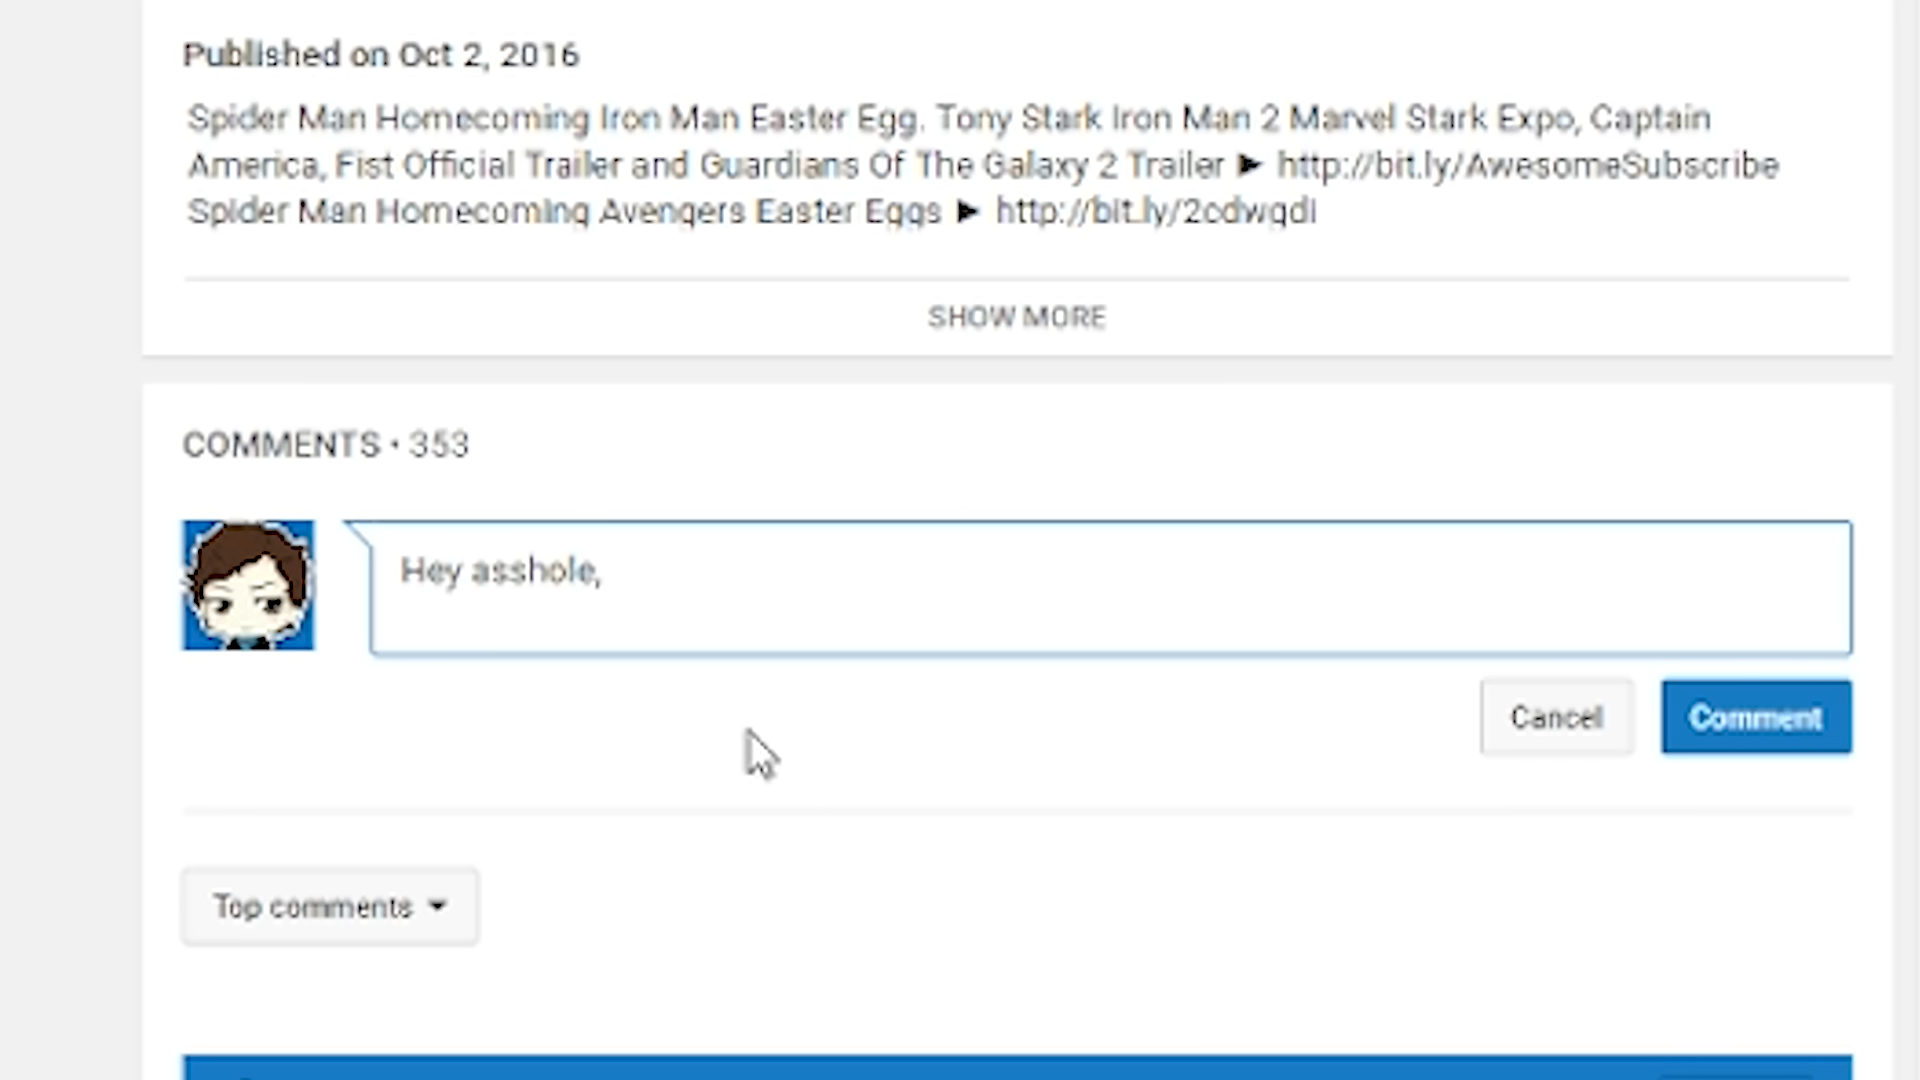 Published on Oct 2, 2016
Spider Man Homecoming Iron Man Easter Egg. Tony Stark Iron Man 2 Marvel Stark Expo, Captain
America, Fist Official Trailer and Guardians Of The Galaxy 2 Trailer ► http://bit.ly/AwesomeSubscribe
Spider Man Homecoming Avengers Easter Eggs ► http://bit.ly/2cdwqdI
SHOW MORE
COMMENTS • 353
Hey asshole,
Cancel
Comment
Top comments